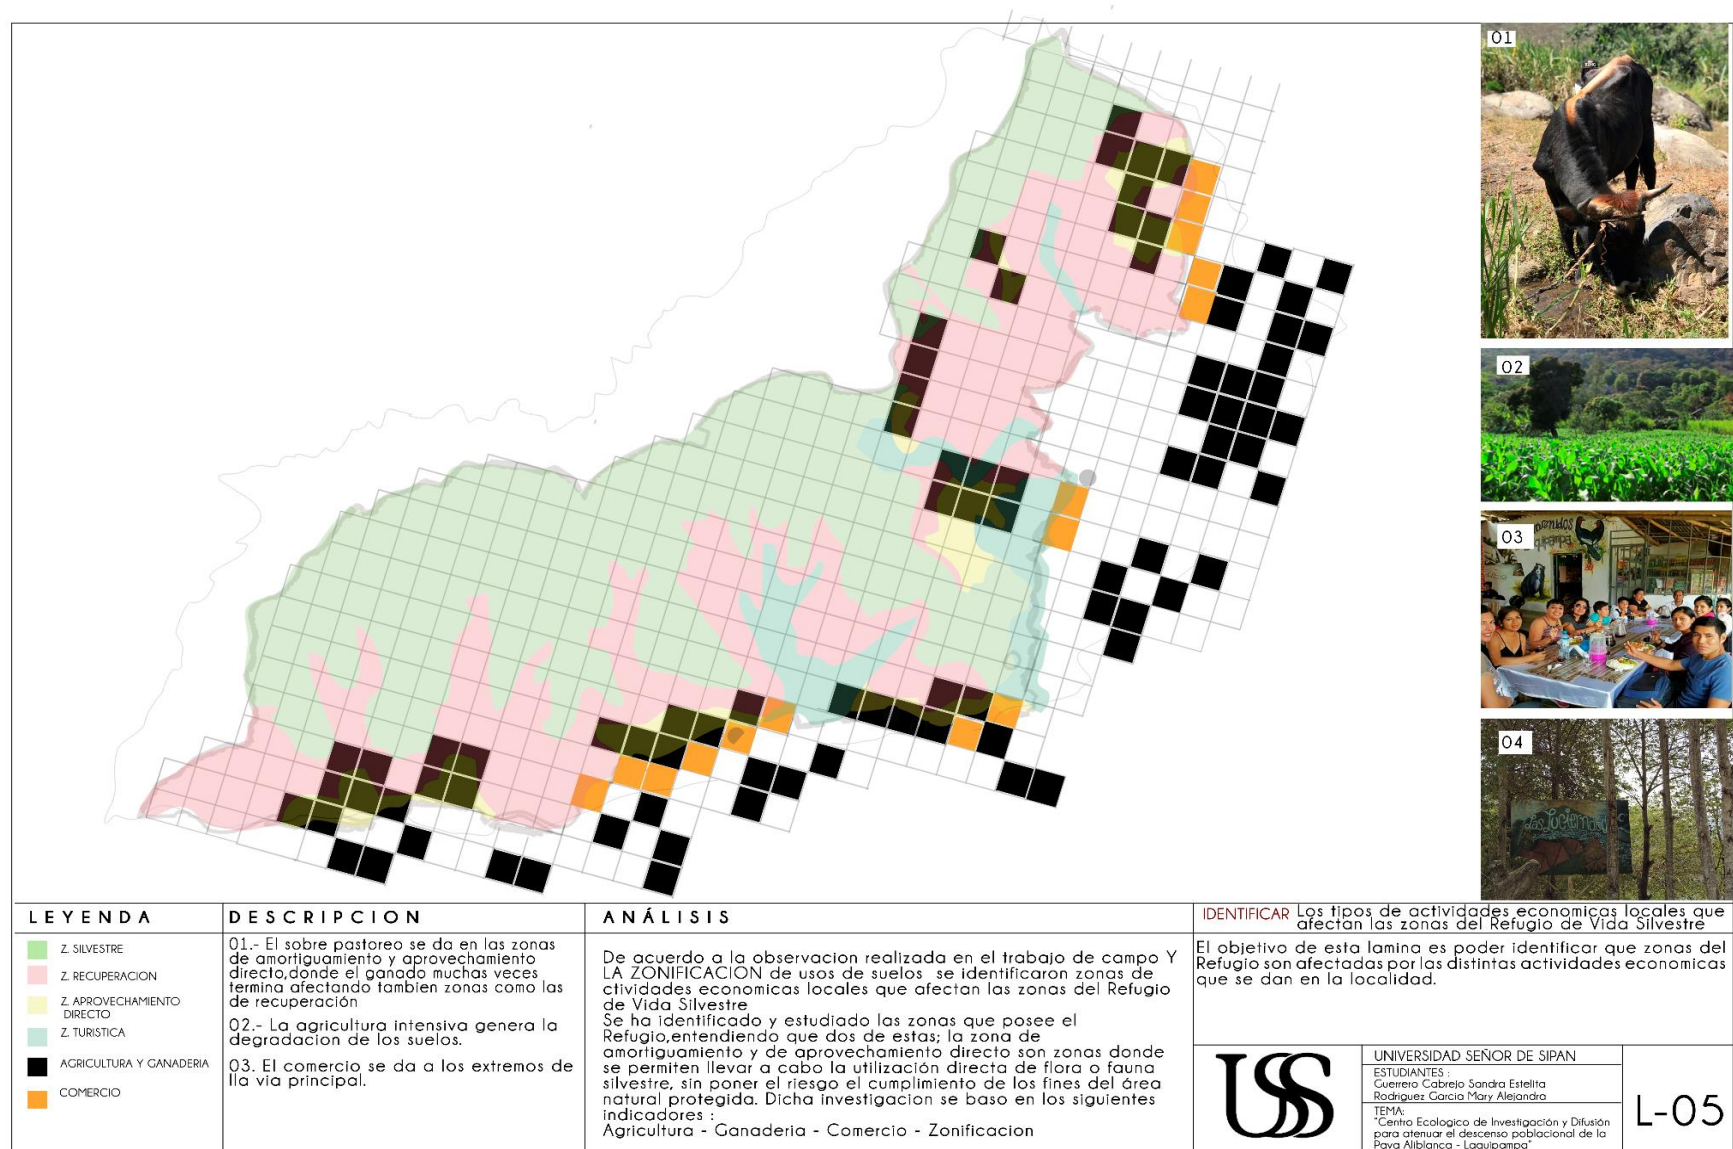 01
02
03
04
Las
LEYENDA
Z. SILVESTRE
Z. RECUPERACION
Z. APROVECHAMIENTO
DIRECTO
Z. TURISTICA
AGRICULTURA Y GANADERIA
COMERCIO
DESCRIPCION
01.- El sobre pastoreo se da en las zonas
de amortiguamiento y aprovechamiento
directo,donde el ganado muchas veces
termina afectando tambien zonas como las
de recuperación
02.- La agricultura intensiva genera la
degradacion de los suelos.
03. El comercio se da a los extremos de
lla via principal.
ANÁLISIS
De acuerdo a la observacion realizada en el trabajo de campo Y
LA ZONIFICACION de usos de suelos se identificaron zonas de
ctividades economicas locales que afectan las zonas del Refugio
de Vida Silvestre
Se ha identificado y estudiado las zonas que posee el
Refugio,entendiendo que dos de estas; la zona de
amortiguamiento y de aprovechamiento directo son zonas donde
se permiten llevar a cabo la utilización directa de flora o fauna
silvestre, sin poner el riesgo el cumplimiento de los fines del área
natural protegida. Dicha investigacion se baso en los siguientes
indicadores :
Agricultura - Ganaderia - Comercio - Zonificacion
IDENTIFICAR Los tipos de actividades economicas locales que
afectan las zonas del Refugio de Vida Silvestre
El objetivo de esta lamina es poder identificar que zonas del
Refugio son afectadas por las distintas actividades economicas
que se dan en la localidad.
USS
UNIVERSIDAD SEÑOR DE SIPAN
ESTUDIANTES :
Guerrero Cabrejo Sandra Estelita
Rodriguez Garcia Mary Alejandra
TEMA:
"Centro Ecologico de Investigación y Difusión
para atenuar el descenso poblacional de la
Pava Aliblanca - Laquipampa"
L-05